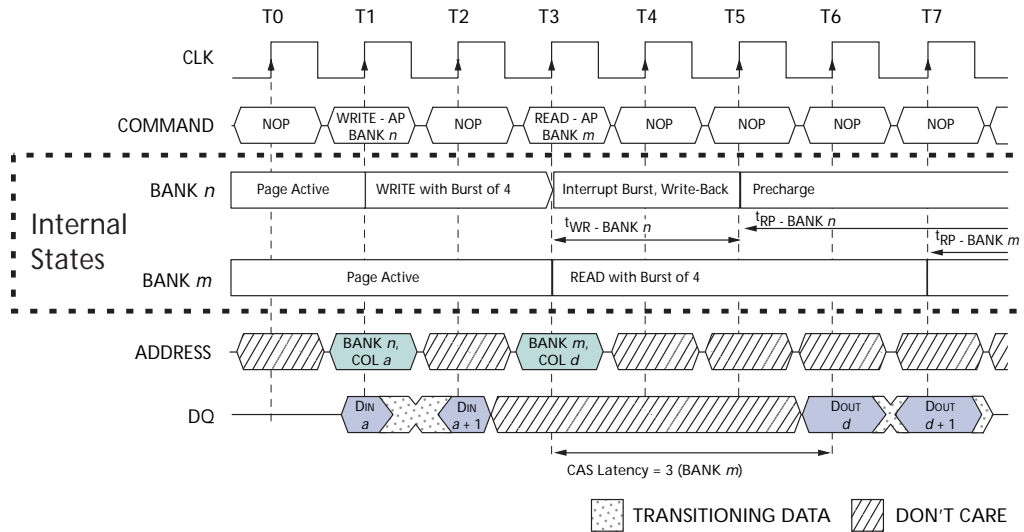 T0 T1 T2 T3 T4 T5 T6 T7
CLK
COMMAND
NOP
WRITE - AP
BANK n
NOP
READ - AP
BANK m
NOP
NOP
NOP
NOP
Internal
States
BANK n
Page Active
WRITE with Burst of 4
Interrupt Burst, Write-Back
Precharge
tWR - BANK n
tRP - BANK n
tRP - BANK m
BANK m
Page Active
READ with Burst of 4
ADDRESS
BANK n,
COL a
BANK m,
COL d
DQ
DIN
a
DIN
a + 1
DOUT
d
DOUT
d + 1
CAS Latency = 3 (BANK m)
TRANSITIONING DATA
DON'T CARE